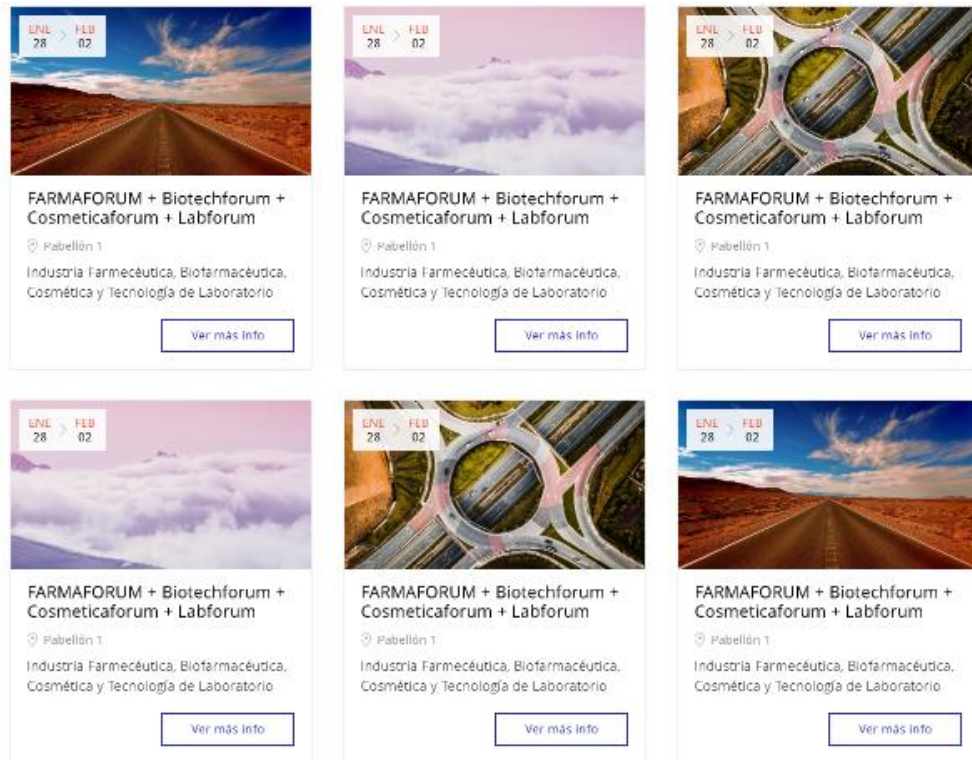 ENE > FEB
28 02
FARMAFORUM + Biotechforum +
Cosmeticaforum + Labforum
Pabellón 1
Industria Farmecéutica, Biofarmacéutica,
Cosmética y Tecnología de Laboratorio
Ver más info
ENE > FEB
28 02
FARMAFORUM + Biotechforum +
Cosmeticaforum + Labforum
Pabellón 1
Industria Farmecéutica, Biofarmacéutica,
Cosmética y Tecnología de Laboratorio
Ver más info
ENE > FEB
28 02
FARMAFORUM + Biotechforum +
Cosmeticaforum + Labforum
Pabellón 1
Industria Farmecéutica, Biofarmacéutica,
Cosmética y Tecnología de Laboratorio
Ver más info
ENE > FEB
28 02
FARMAFORUM + Biotechforum +
Cosmeticaforum + Labforum
Pabellón 1
Industria Farmecéutica, Biofarmacéutica,
Cosmética y Tecnología de Laboratorio
Ver más info
ENE > FEB
28 02
FARMAFORUM + Biotechforum +
Cosmeticaforum + Labforum
Pabellón 1
Industria Farmecéutica, Biofarmacéutica,
Cosmética y Tecnología de Laboratorio
Ver más info
ENE > FEB
28 02
FARMAFORUM + Biotechforum +
Cosmeticaforum + Labforum
Pabellón 1
Industria Farmecéutica, Biofarmacéutica,
Cosmética y Tecnología de Laboratorio
Ver más info